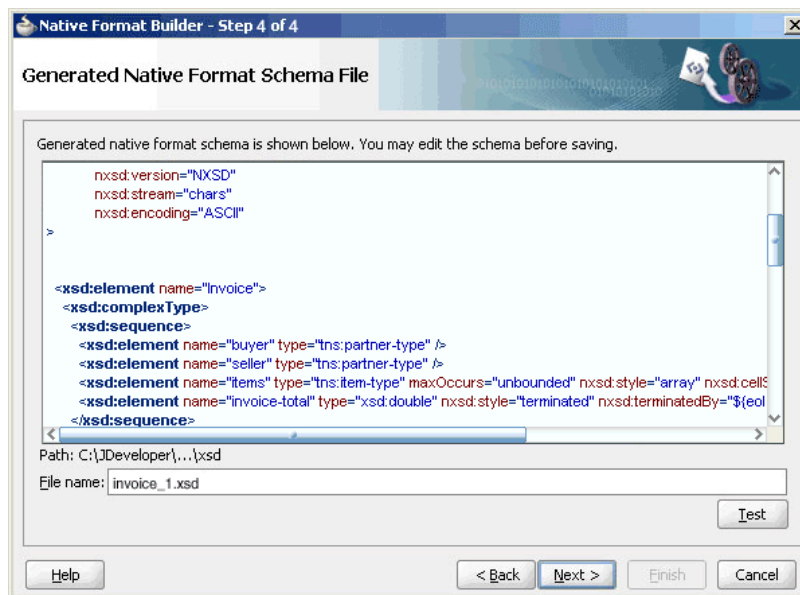 Native Format Builder - Step 4 of 4
Generated Native Format Schema File
Generated native format schema is shown below. You may edit the schema before saving.
nxsd:version="NXSD"
nxsd:stream="chars"
nxsd:encoding="ASCII"
>
<xsd:element name="Invoice">
<xsd:complexType>
<xsd:sequence>
<xsd:element name="buyer" type="tns:partner-type" />
<xsd:element name="seller" type="tns:partner-type" />
<xsd:element name="items" type="tns:item-type" maxOccurs="unbounded" nxsd:style="array" nxsd:cellS
<xsd:element name="invoice-total" type="xsd:double" nxsd:style="terminated" nxsd:terminatedBy="${eol
</xsd:sequence>
Path: C:\JDeveloper\...\xsd
File name: invoice_1.xsd
Test
Help < Back Next > Finish Cancel